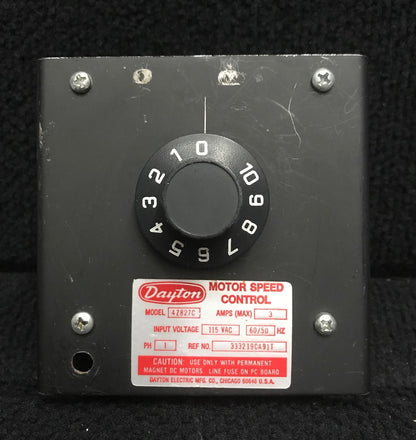 0
1
2
3
4
5
6
7
8
9
10
Dayton MOTOR SPEED
CONTROL
MODEL 4Z827C AMPS (MAX) 3
INPUT VOLTAGE 115 VAC 60/50 HZ
PH 1 REF NO.
CAUTION: USE ONLY WITH PERMANENT
MAGNET DC MOTORS. LINE FUSE ON PC BOARD
DAYTON ELECTRIC MFG. CO., CHICAGO 60648 U.S.A.